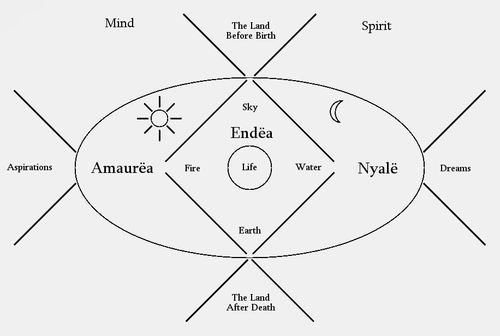 Mind
The Land
Before Birth
Spirit
Sky
Endëa
Aspirations
Amaurëa
Fire
Life
Water
Nyalë
Dreams
Earth
The Land
After Death